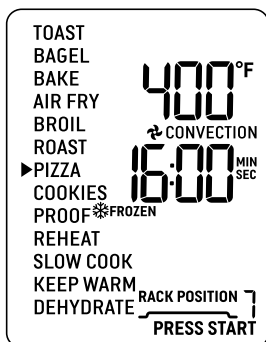 TOAST
BAGEL
BAKE
AIR FRY
BROIL
ROAST
PIZZA
COOKIES
PROOF
REHEAT
SLOW COOK
KEEP WARM
DEHYDRATE
400°F
CONVECTION
16:00 MIN SEC
FROZEN
RACK POSITION 7
PRESS START